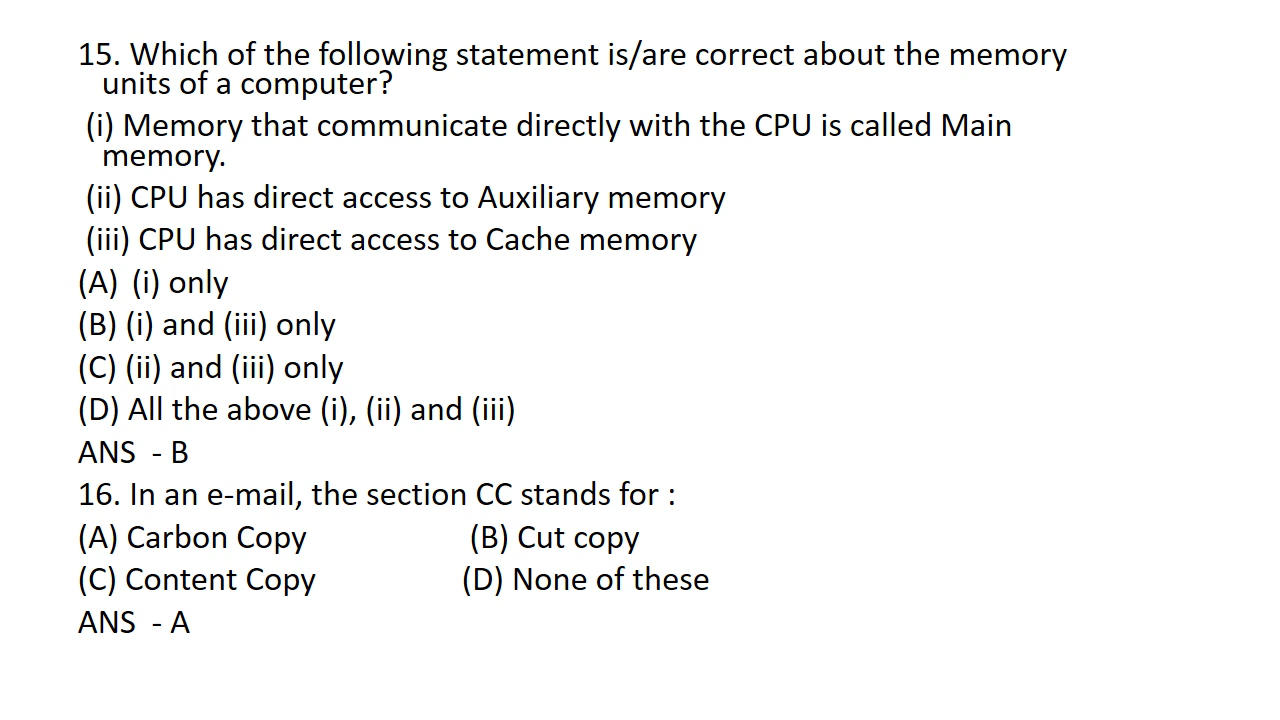 15. Which of the following statement is/are correct about the memory
units of a computer?
(i) Memory that communicate directly with the CPU is called Main
memory.
(ii) CPU has direct access to Auxiliary memory
(iii) CPU has direct access to Cache memory
(A) (i) only
(B) (i) and (iii) only
(C) (ii) and (iii) only
(D) All the above (i), (ii) and (iii)
ANS - B
16. In an e-mail, the section CC stands for :
(A) Carbon Copy (B) Cut copy
(C) Content Copy (D) None of these
ANS - A